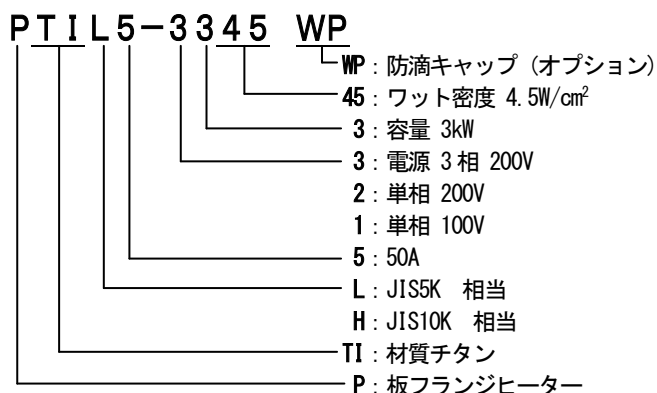 PTIL5-3345 WP
WP：防滴キャップ（オプション）
45：ワット密度 4.5W/cm²
3：容量 3kW
3：電源 3相 200V
2：単相 200V
1：単相 100V
5：50A
L：JIS5K 相当
H：JIS10K 相当
TI：材質チタン
P：板フランジヒーター